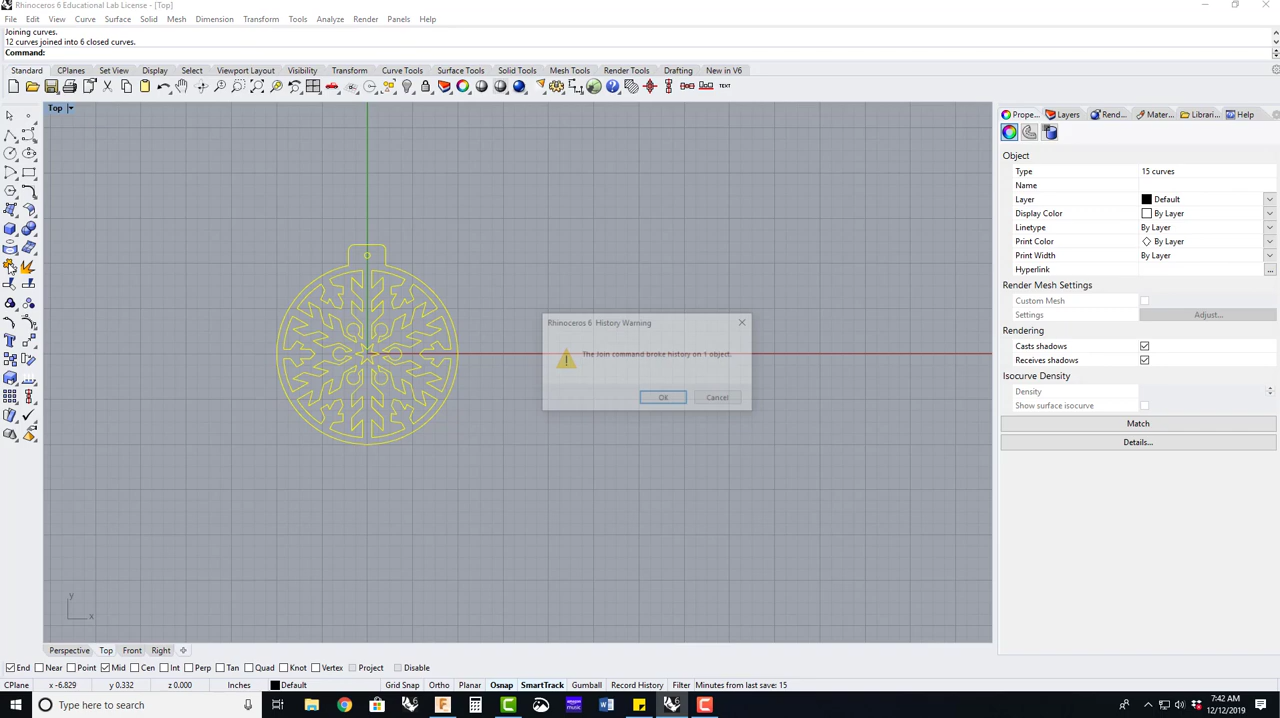 Rhinoceros 6 Educational Lab License - [Top]
File Edit View Curve Surface Solid Mesh Dimension Transform Tools Analyze Render Panels Help
Joining curves.
12 curves joined into 6 closed curves.
Command:
Standard CPlanes Set View Display Select Viewport Layout Visibility Transform Curve Tools Surface Tools Solid Tools Mesh Tools Render Tools Drafting New in V6
TEXT
Top
Prope... Layers Rend... Mater... Librari... Help
Object
Type 15 curves
Name
Layer Default
Display Color By Layer
Linetype By Layer
Print Color By Layer
Print Width By Layer
Hyperlink ...
Render Mesh Settings
Custom Mesh
Settings Adjust...
Rendering
Casts shadows
Receives shadows
Isocurve Density
Density
Show surface isocurve
Match
Details...
Rhinoceros 6 History Warning
The Join command broke history on 1 object.
OK Cancel
y
x
Perspective Top Front Right
End Near Point Mid Cen Int Perp Tan Quad Knot Vertex Project Disable
CPlane x -6.829 y 0.332 z 0.000 Inches Default Grid Snap Ortho Planar Osnap SmartTrack Gumball Record History Filter Minutes from last save: 15
Type here to search
music
7:42 AM
12/12/2019